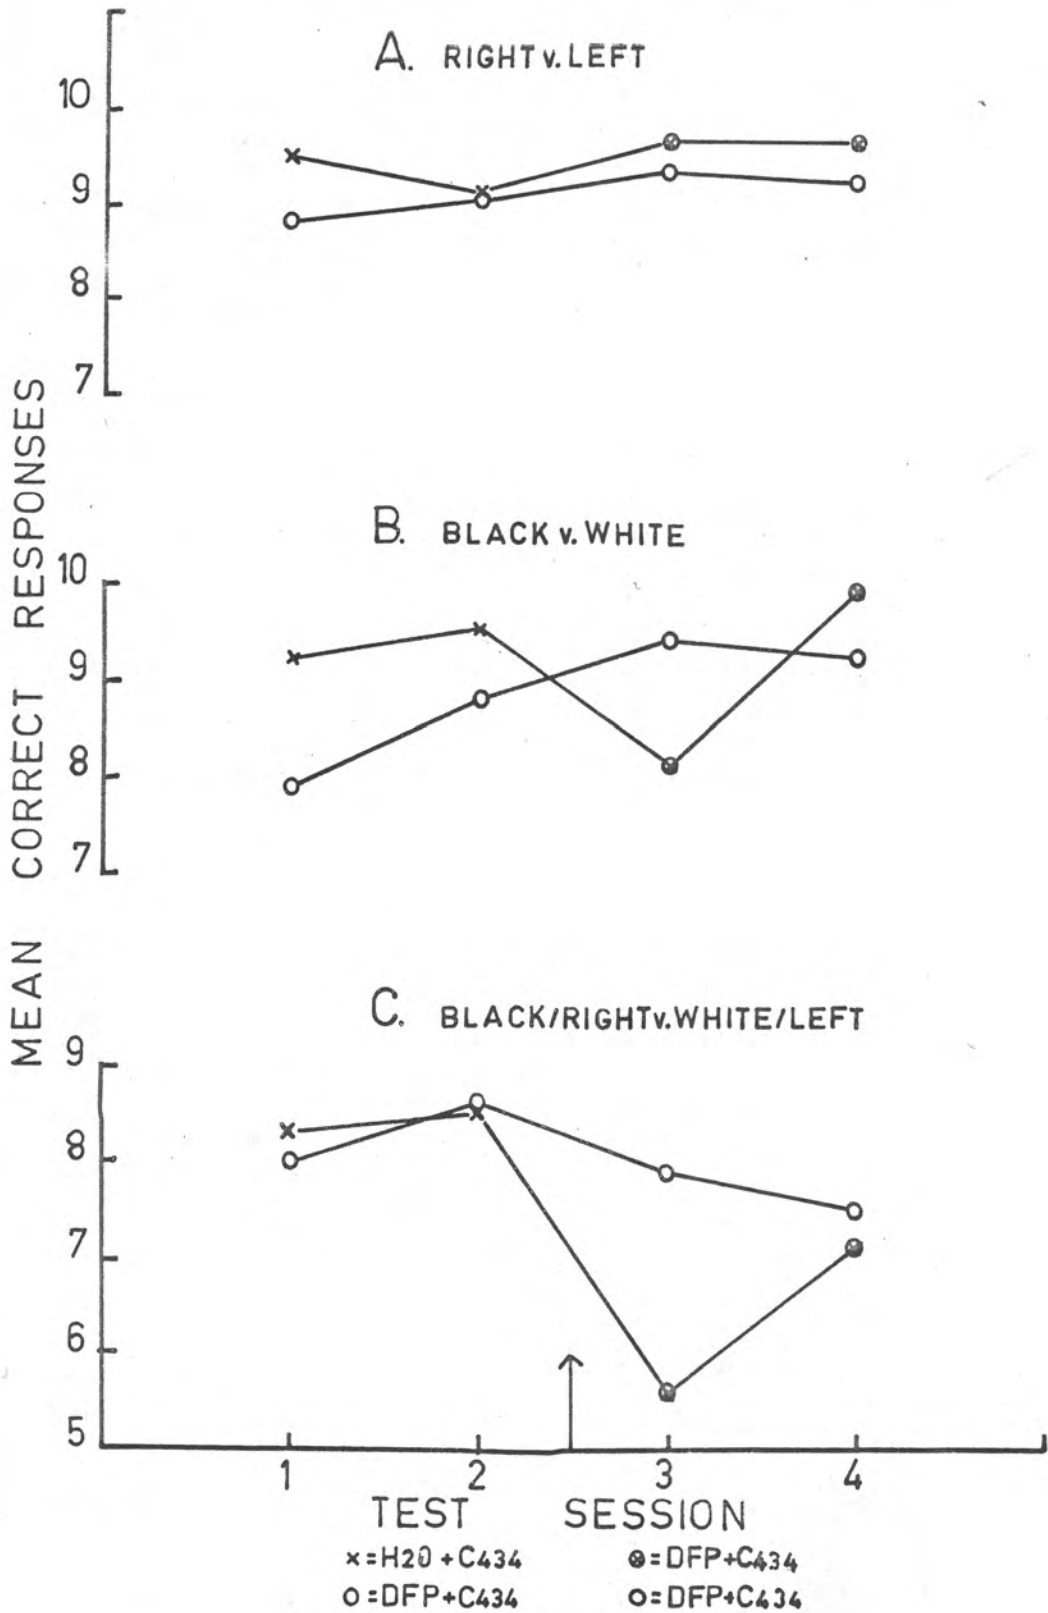 A. RIGHT v. LEFT
10
9
8
7
MEAN CORRECT RESPONSES
B. BLACK v. WHITE
10
9
8
7
C. BLACK/RIGHT v. WHITE/LEFT
9
8
7
6
5
1 2 3 4
TEST SESSION
x = H20 + C434 ⊗ = DFP+C434
o = DFP+C434 o = DFP+C434